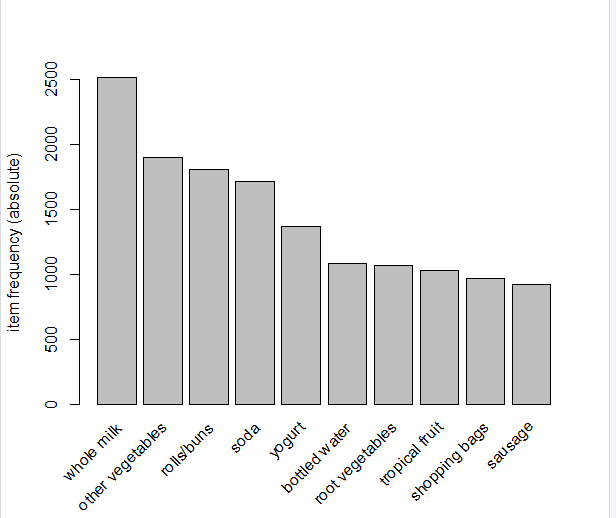 item frequency (absolute)
2500
2000
1500
1000
500
0
whole milk
other vegetables
rolls/buns
soda
yogurt
bottled water
root vegetables
tropical fruit
shopping bags
sausage